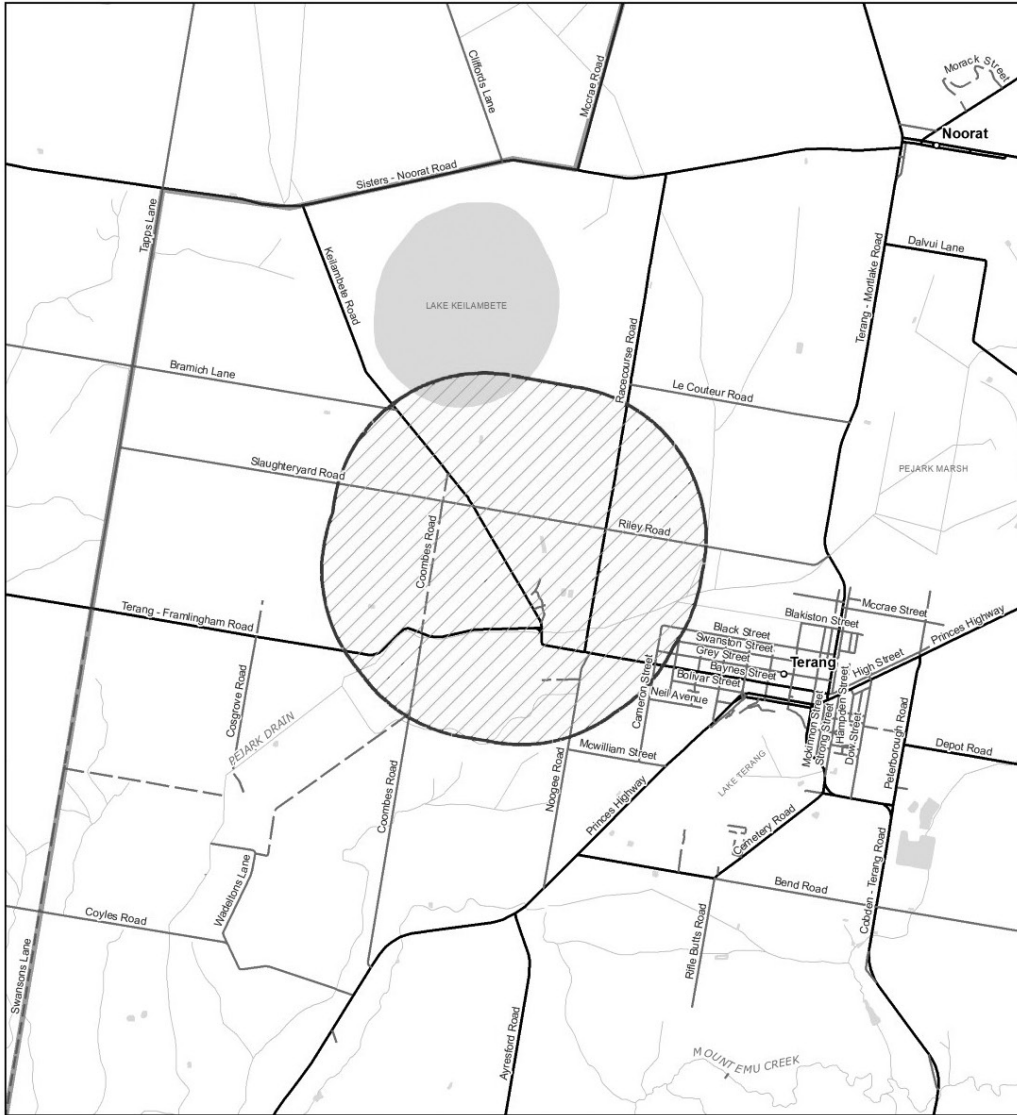 Morack Street
Cliffords Lane
Mccrae Road
Noorat
Sisters - Noorat Road
Tapps Lane
Dalvui Lane
Keilambete Road
Terang - Mortlake Road
LAKE KEILAMBETE
Racecourse Road
Bramich Lane
Le Couteur Road
Slaughteryard Road
PEJARK MARSH
Riley Road
Coombes Road
Terang - Framlingham Road
Mccrae Street
Blakiston Street
Princes Highway
Black Street
Swanston Street
Grey Street
Terang
High Street
Baynes Street
Bolivar Street
Neil Avenue
Cameron Street
Cosgrove Road
Mckinnon Street
Strong Street
Hampden Street
Dow Street
Peterborough Road
PEJARK DRAIN
Mcwilliam Street
Depot Road
LAKE TERANG
Noogee Road
Princes Highway
Coombes Road
Cemetery Road
Wadeltons Lane
Bend Road
Coyles Road
Cobden - Terang Road
Rifle Butts Road
Swansons Lane
Ayresford Road
MOUNT EMU CREEK